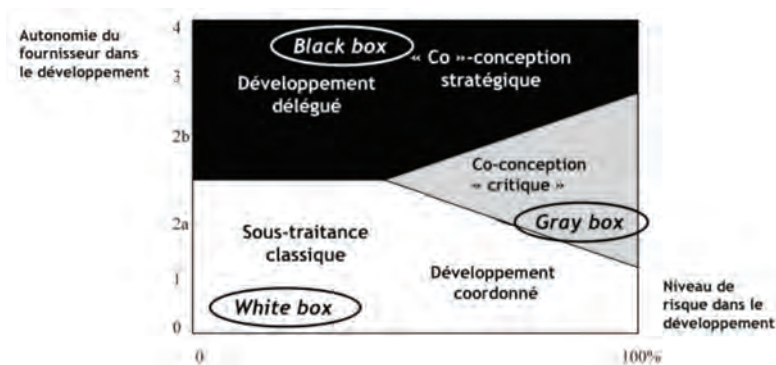 Autonomie du
fournisseur dans
le développement
4
3
2b
2a
1
0
Black box
« Co »-conception
stratégique
Développement
délégué
Co-conception
« critique »
Gray box
Sous-traitance
classique
Développement
coordonné
White box
Niveau de
risque dans le
développement
0
100%